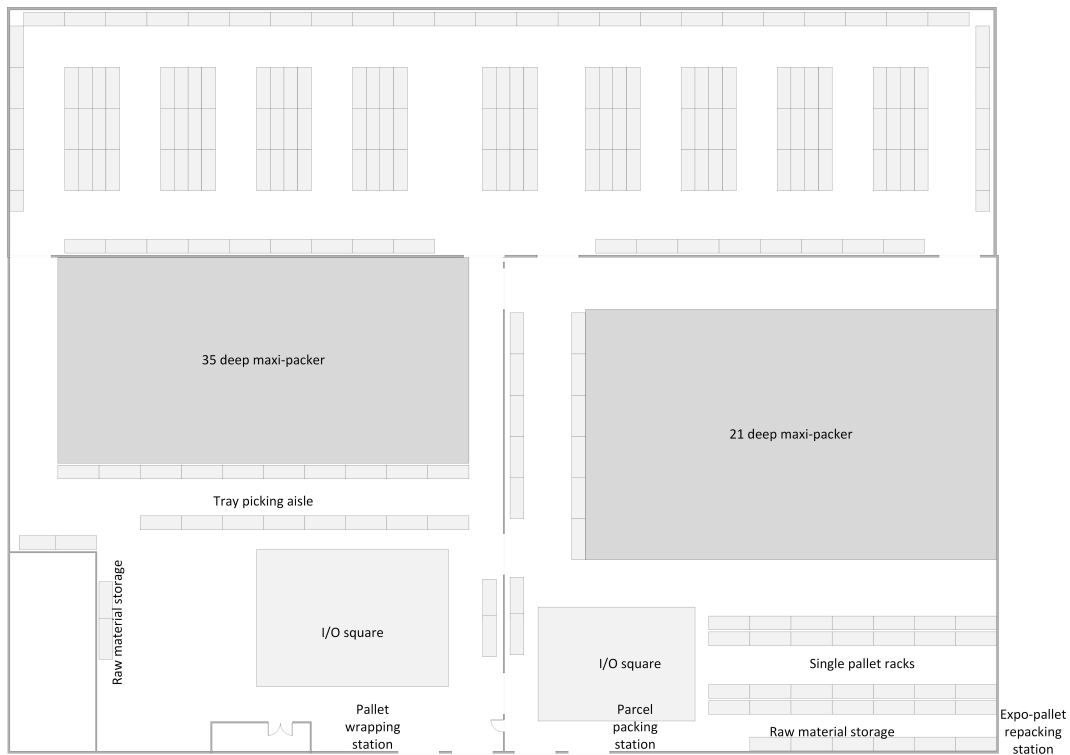 35 deep maxi-packer
21 deep maxi-packer
Tray picking aisle
Raw material storage
I/O square
I/O square
Single pallet racks
Pallet
wrapping
station
Parcel
packing
station
Raw material storage
Expo-pallet
repacking
station